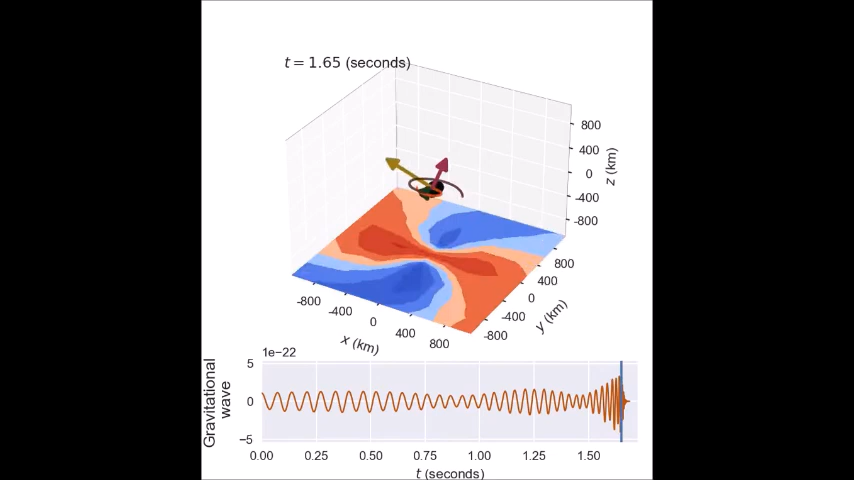 t = 1.65 (seconds)
800
400
0
-400
-800
z (km)
800
400
0
-400
-800
y (km)
-800
-400
0
400
800
x (km)
1e−22
5
0
−5
Gravitational
wave
0.00 0.25 0.50 0.75 1.00 1.25 1.50
t (seconds)